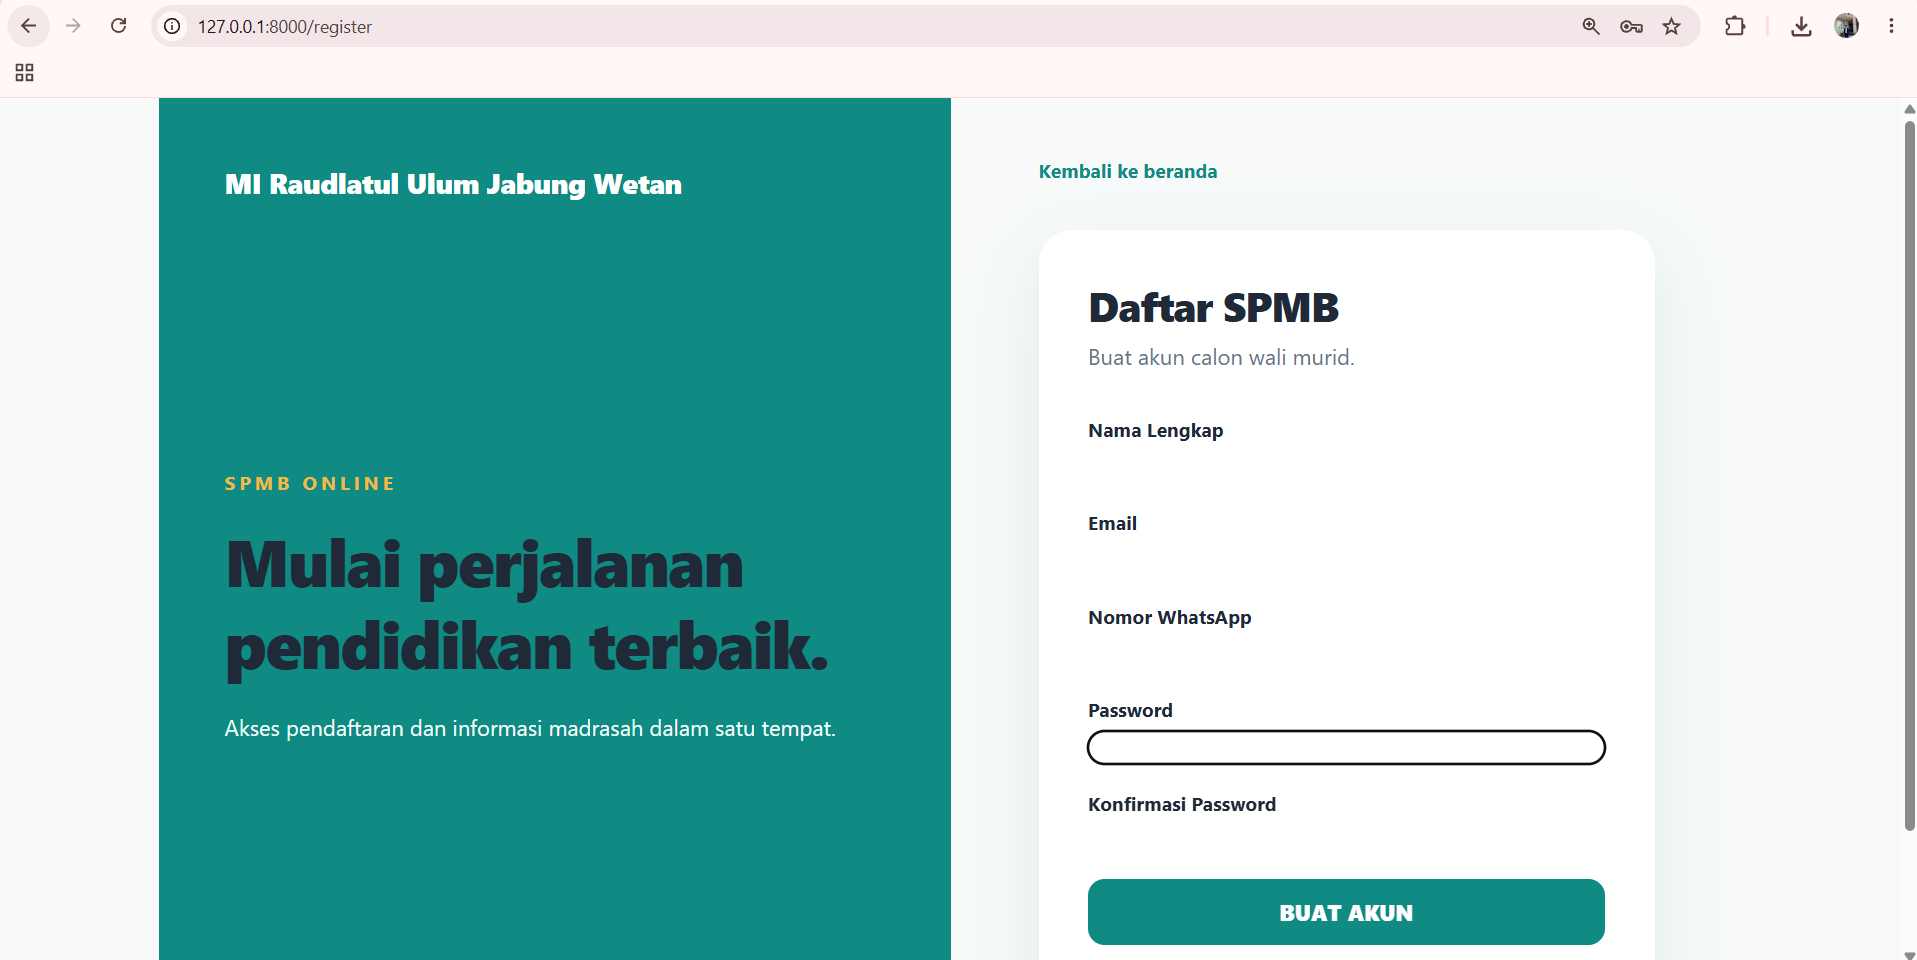 127.0.0.1:8000/register
MI Raudlatul Ulum Jabung Wetan
SPMB ONLINE
Mulai perjalanan
pendidikan terbaik.
Akses pendaftaran dan informasi madrasah dalam satu tempat.
Kembali ke beranda
Daftar SPMB
Buat akun calon wali murid.
Nama Lengkap
Email
Nomor WhatsApp
Password
Konfirmasi Password
BUAT AKUN